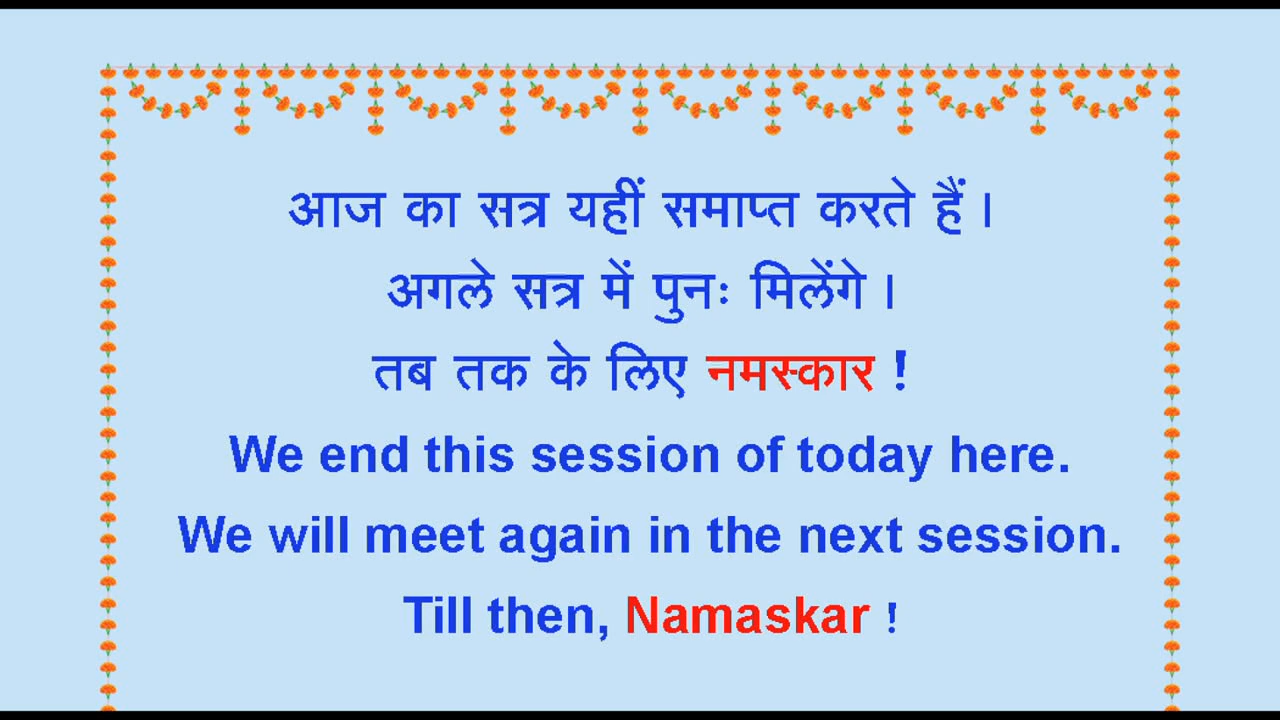 आज का सत्र यहीं समाप्त करते हैं ।
अगले सत्र में पुनः मिलेंगे ।
तब तक के लिए नमस्कार !
We end this session of today here.
We will meet again in the next session.
Till then, Namaskar !